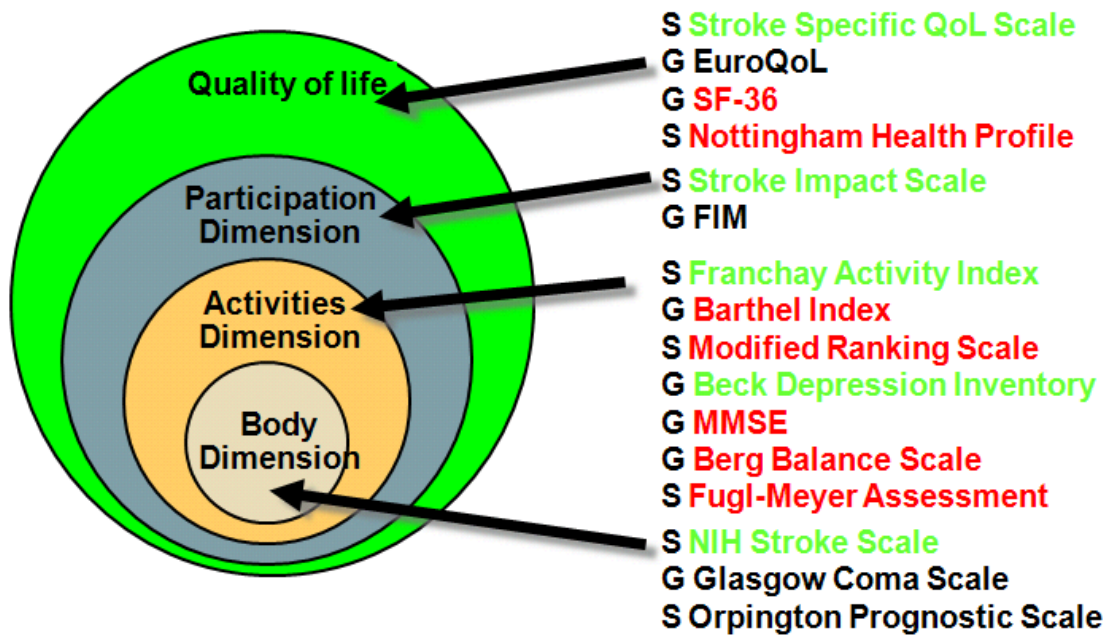 Quality of life
Participation
Dimension
Activities
Dimension
Body
Dimension
S Stroke Specific QoL Scale
G EuroQoL
G SF-36
S Nottingham Health Profile
S Stroke Impact Scale
G FIM
S Franchay Activity Index
G Barthel Index
S Modified Ranking Scale
G Beck Depression Inventory
G MMSE
G Berg Balance Scale
S Fugl-Meyer Assessment
S NIH Stroke Scale
G Glasgow Coma Scale
S Orpington Prognostic Scale